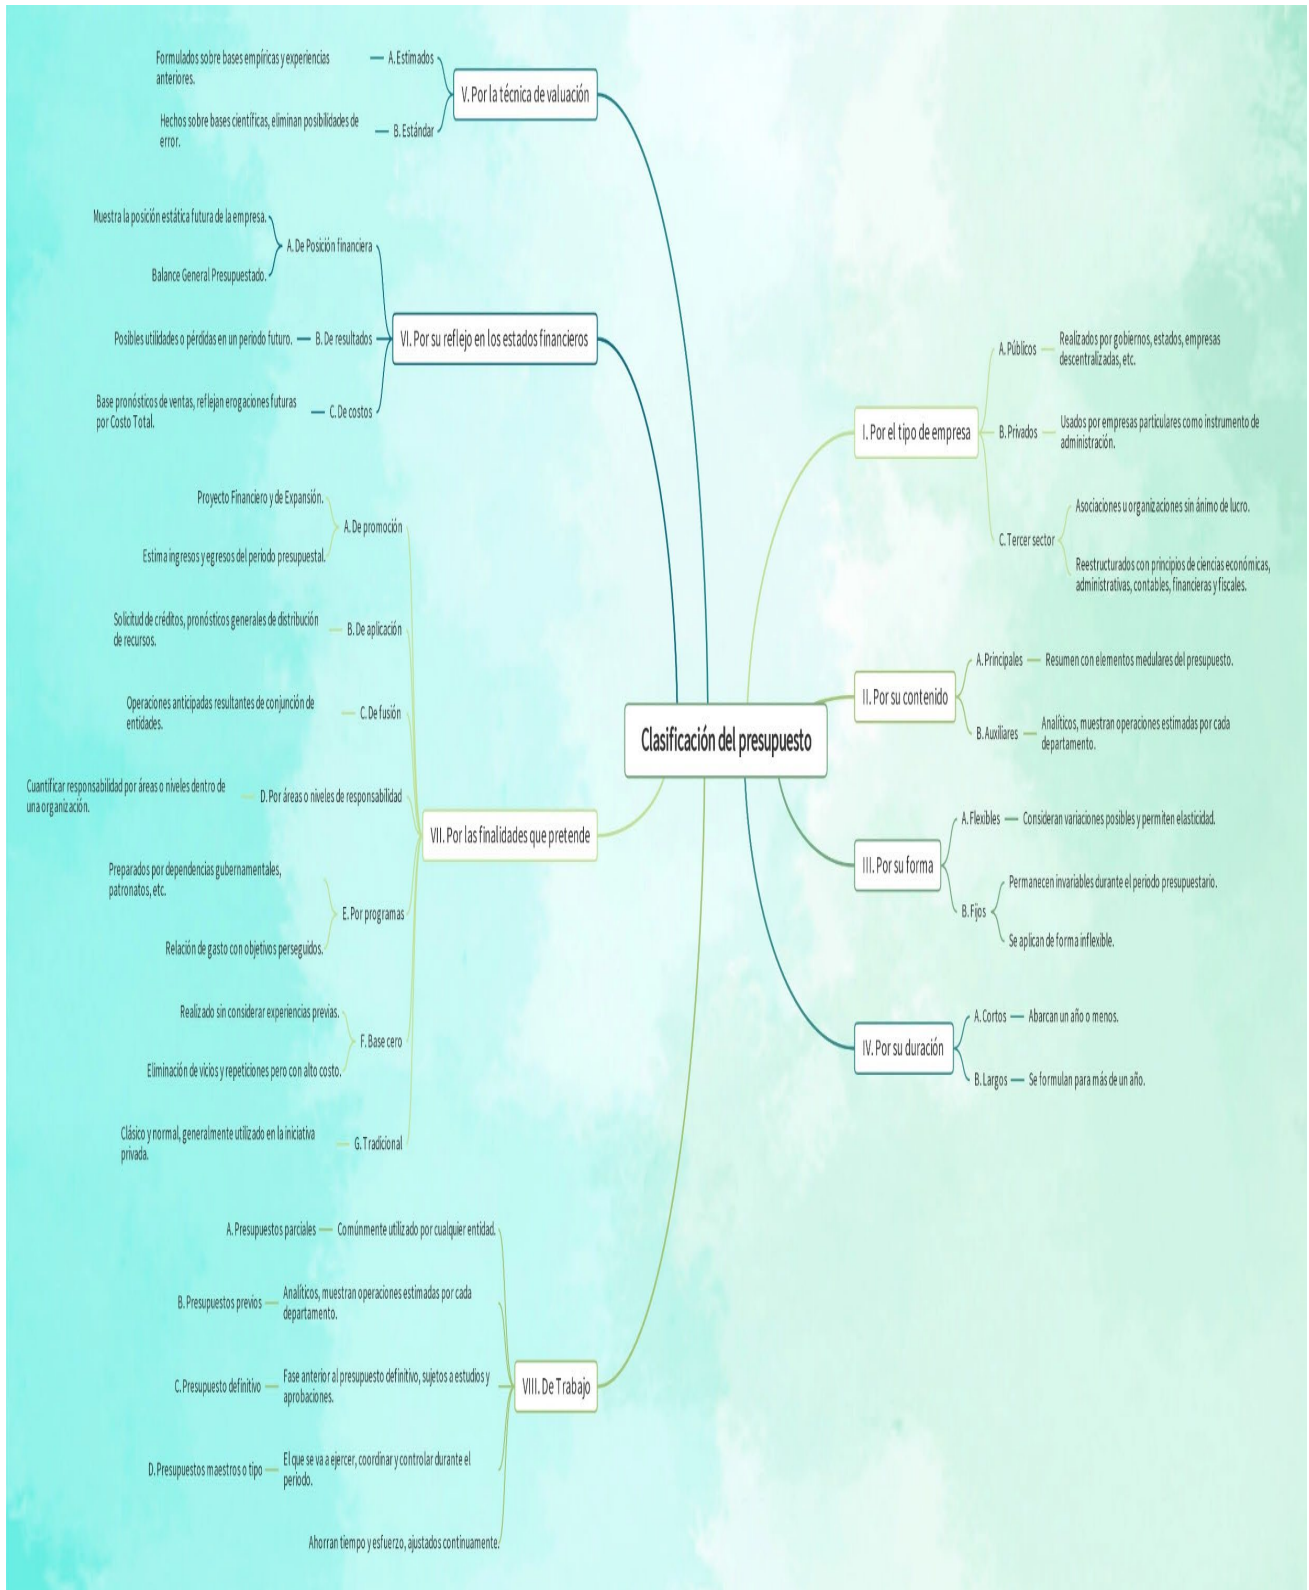 Clasificación del presupuesto
I. Por el tipo de empresa
A. Públicos
Realizados por gobiernos, estados, empresas
descentralizadas, etc.
B. Privados
Usados por empresas particulares como instrumento de
administración.
C. Tercer sector
Asociaciones u organizaciones sin ánimo de lucro.
Reestructurados con principios de ciencias económicas,
administrativas, contables, financieras y fiscales.
II. Por su contenido
A. Principales
Resumen con elementos medulares del presupuesto.
B. Auxiliares
Analíticos, muestran operaciones estimadas por cada
departamento.
III. Por su forma
A. Flexibles
Consideran variaciones posibles y permiten elasticidad.
B. Fijos
Permanecen invariables durante el periodo presupuestario.
Se aplican de forma inflexible.
IV. Por su duración
A. Cortos
Abarcan un año o menos.
B. Largos
Se formulan para más de un año.
V. Por la técnica de valuación
A. Estimados
Formulados sobre bases empíricas y experiencias
anteriores.
B. Estándar
Hechos sobre bases científicas, eliminan posibilidades de
error.
VI. Por su reflejo en los estados financieros
A. De Posición financiera
Muestra la posición estática futura de la empresa.
Balance General Presupuestado.
B. De resultados
Posibles utilidades o pérdidas en un periodo futuro.
C. De costos
Base pronósticos de ventas, reflejan erogaciones futuras
por Costo Total.
VII. Por las finalidades que pretende
A. De promoción
Proyecto Financiero y de Expansión.
Estima ingresos y egresos del periodo presupuestal.
B. De aplicación
Solicitud de créditos, pronósticos generales de distribución
de recursos.
C. De fusión
Operaciones anticipadas resultantes de conjunción de
entidades.
D. Por áreas o niveles de responsabilidad
Cuantificar responsabilidad por áreas o niveles dentro de
una organización.
E. Por programas
Preparados por dependencias gubernamentales,
patronatos, etc.
Relación de gasto con objetivos perseguidos.
F. Base cero
Realizado sin considerar experiencias previas.
Eliminación de vicios y repeticiones pero con alto costo.
G. Tradicional
Clásico y normal, generalmente utilizado en la iniciativa
privada.
VIII. De Trabajo
A. Presupuestos parciales
Comúnmente utilizado por cualquier entidad.
B. Presupuestos previos
Analíticos, muestran operaciones estimadas por cada
departamento.
C. Presupuesto definitivo
Fase anterior al presupuesto definitivo, sujetos a estudios y
aprobaciones.
D. Presupuestos maestros o tipo
El que se va a ejercer, coordinar y controlar durante el
periodo.
Ahorran tiempo y esfuerzo, ajustados continuamente.